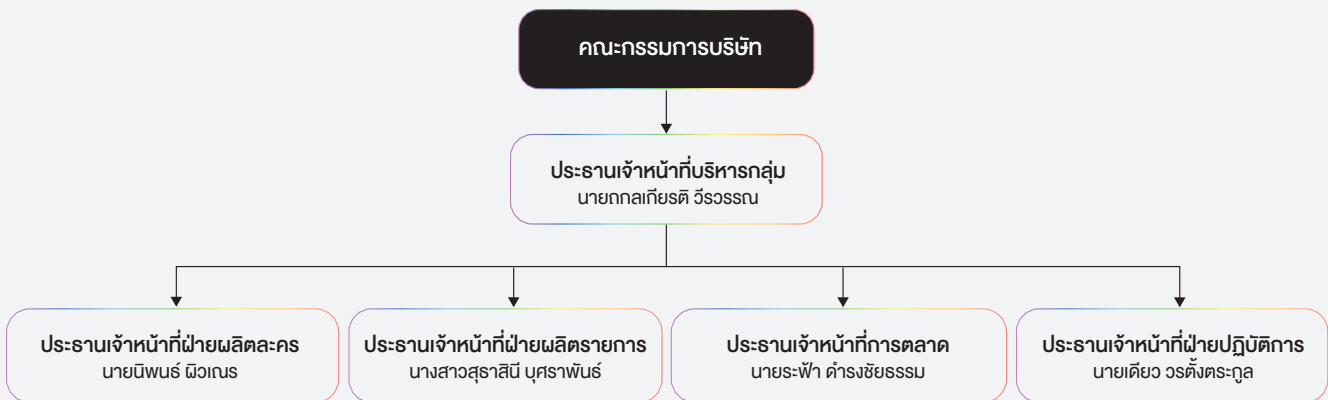 คณะกรรมการบริษัท
ประธานเจ้าหน้าที่บริหารกลุ่ม
นายถกลเกียรติ วีรวรรณ
ประธานเจ้าหน้าที่ฝ่ายผลิตละคร
นายนิพนธ์ ผิวเณร
ประธานเจ้าหน้าที่ฝ่ายผลิตรายการ
นางสาวสุธาสินี บุศราพันธ์
ประธานเจ้าหน้าที่การตลาด
นายระฟ้า ดำรงชัยธรรม
ประธานเจ้าหน้าที่ฝ่ายปฏิบัติการ
นายเดียว วรตั้งตระกูล